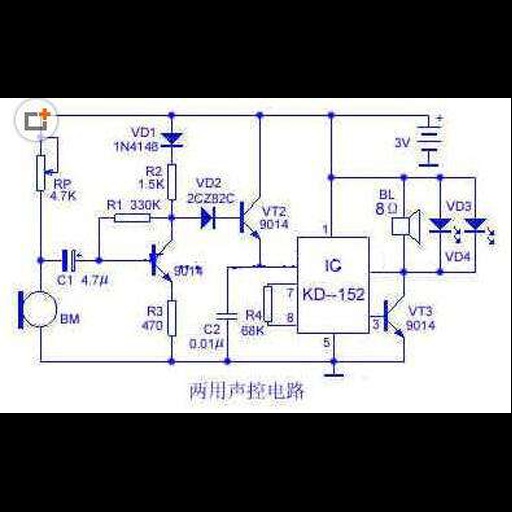 +
3V
VD1
1N4148
R2
1.5K
VD2
2CZ82C
RP
4.7K
R1 330K
VT2
9014
BL
8Ω
VD3
VD4
1
IC
KD--152
9014
C1 4.7μ
7
8
3
5
BM
R3
470
C2
0.01μ
R4
68K
VT3
9014
两用声控电路